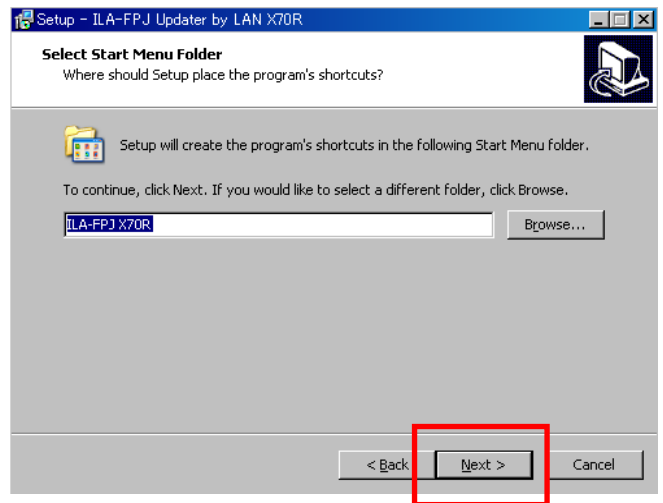 Setup - ILA-FPJ Updater by LAN X70R
Select Start Menu Folder
Where should Setup place the program's shortcuts?
Setup will create the program's shortcuts in the following Start Menu folder.
To continue, click Next. If you would like to select a different folder, click Browse.
ILA-FPJ X70R
Browse...
< Back
Next >
Cancel